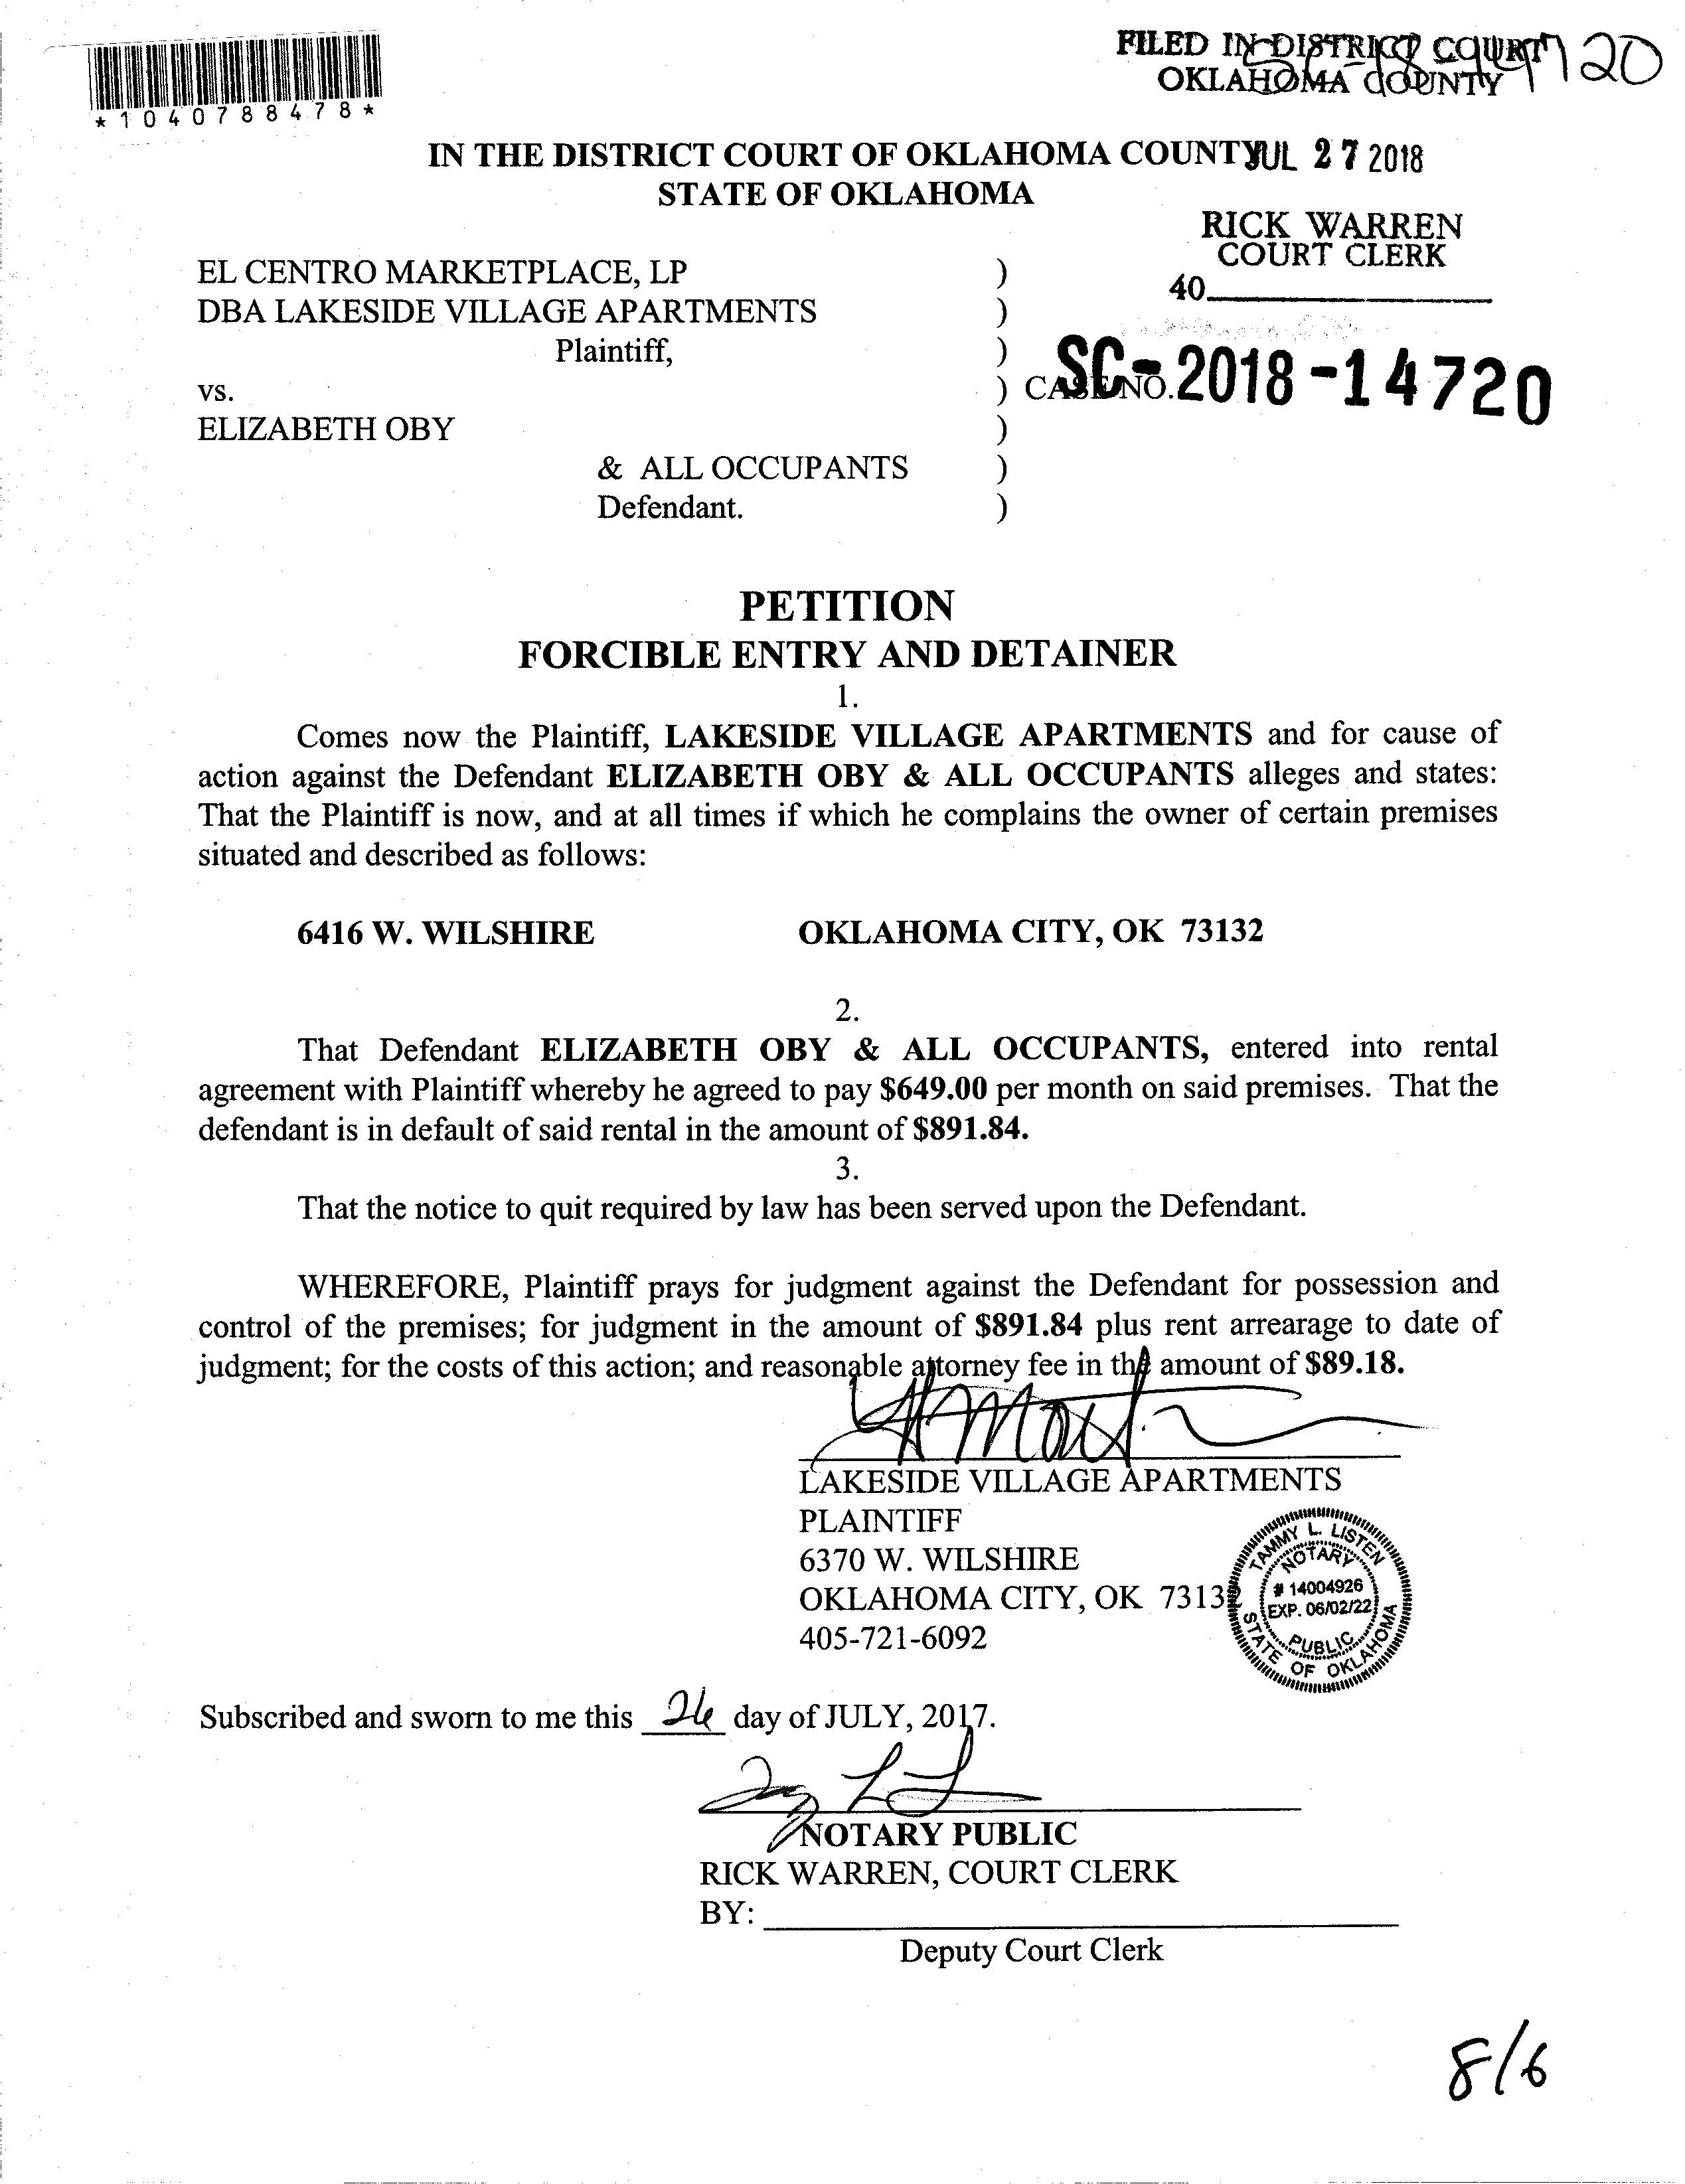 *1040788478*
FILED IN DISTRICT COURT
OKLAHOMA COUNTY
20
IN THE DISTRICT COURT OF OKLAHOMA COUNTY JUL 27 2018
STATE OF OKLAHOMA
RICK WARREN
COURT CLERK
40
EL CENTRO MARKETPLACE, LP )
DBA LAKESIDE VILLAGE APARTMENTS )
Plaintiff, )
vs. ) CASE NO. SC-2018-14720
ELIZABETH OBY )
& ALL OCCUPANTS )
Defendant. )
PETITION
FORCIBLE ENTRY AND DETAINER
1.
Comes now the Plaintiff, LAKESIDE VILLAGE APARTMENTS and for cause of
action against the Defendant ELIZABETH OBY & ALL OCCUPANTS alleges and states:
That the Plaintiff is now, and at all times if which he complains the owner of certain premises
situated and described as follows:
6416 W. WILSHIRE OKLAHOMA CITY, OK 73132
2.
That Defendant ELIZABETH OBY & ALL OCCUPANTS, entered into rental
agreement with Plaintiff whereby he agreed to pay $649.00 per month on said premises. That the
defendant is in default of said rental in the amount of $891.84.
3.
That the notice to quit required by law has been served upon the Defendant.
WHEREFORE, Plaintiff prays for judgment against the Defendant for possession and
control of the premises; for judgment in the amount of $891.84 plus rent arrearage to date of
judgment; for the costs of this action; and reasonable attorney fee in the amount of $89.18.
LAKESIDE VILLAGE APARTMENTS
PLAINTIFF
6370 W. WILSHIRE
OKLAHOMA CITY, OK 73132
405-721-6092
TAMMY L. LISTEN
NOTARY
# 14004926
EXP. 06/02/22
PUBLIC
STATE OF OKLAHOMA
Subscribed and sworn to me this 26 day of JULY, 2017.
NOTARY PUBLIC
RICK WARREN, COURT CLERK
BY:
Deputy Court Clerk
8/6